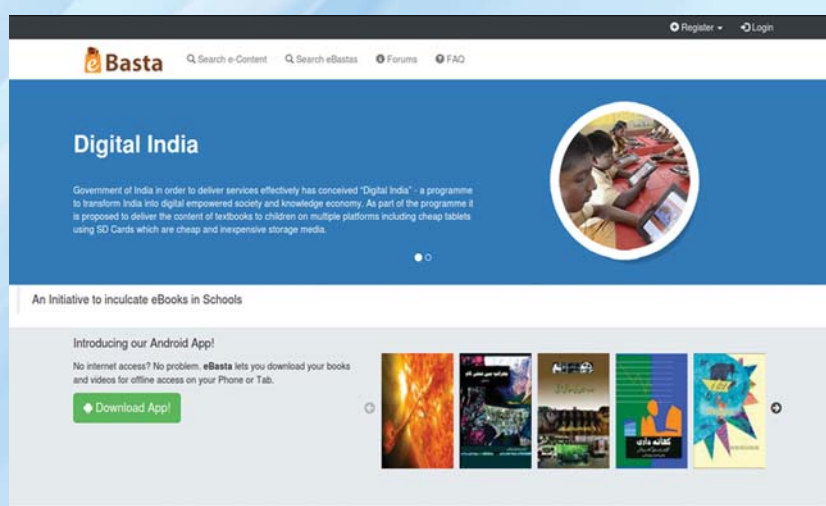 Register
Login
eBasta
Search e-Content
Search eBastas
Forums
FAQ
Digital India
Government of India in order to deliver services effectively has conceived "Digital India" - a programme
to transform India into digital empowered society and knowledge economy. As part of the programme it
is proposed to deliver the content of textbooks to children on multiple platforms including cheap tablets
using SD Cards which are cheap and inexpensive storage media.
An Initiative to inculcate eBooks in Schools
Introducing our Android App!
No internet access? No problem. eBasta lets you download your books
and videos for offline access on your Phone or Tab.
Download App!
کھاتہ داری